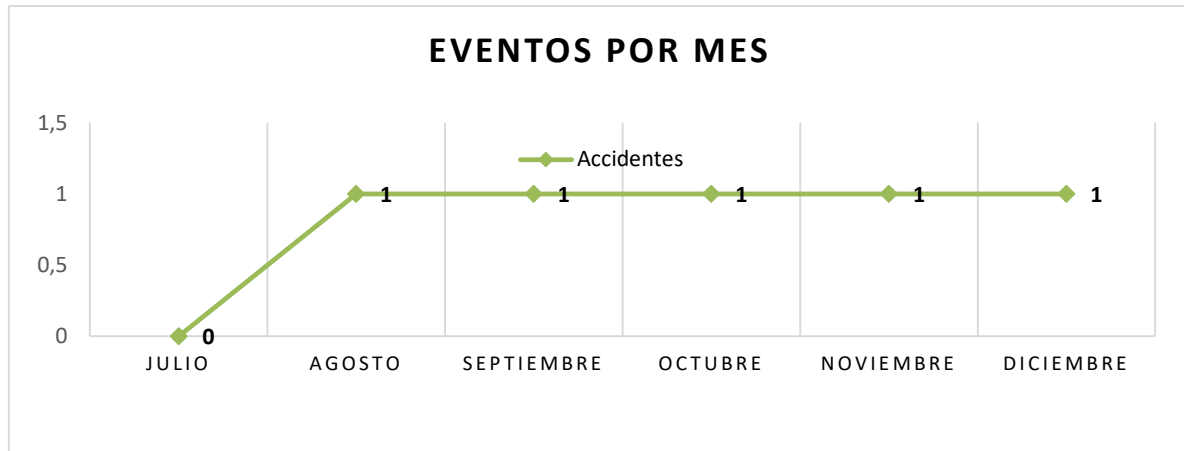 EVENTOS POR MES
1,5
Accidentes
1
1 1 1 1 1
0,5
0
0
JULIO AGOSTO SEPTIEMBRE OCTUBRE NOVIEMBRE DICIEMBRE